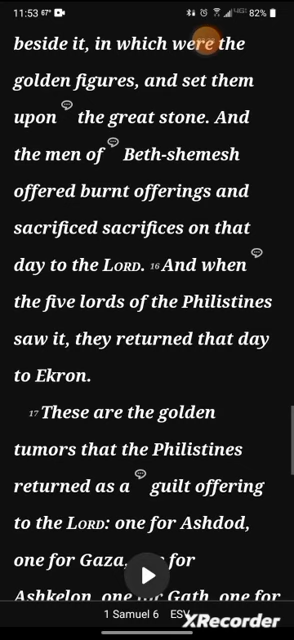 11:53 67° 82%
beside it, in which were the
golden figures, and set them
upon the great stone. And
the men of Beth-shemesh
offered burnt offerings and
sacrificed sacrifices on that
day to the LORD. 16 And when
the five lords of the Philistines
saw it, they returned that day
to Ekron.
17 These are the golden
tumors that the Philistines
returned as a guilt offering
to the LORD: one for Ashdod,
one for Gaza, for
Ashkelon, one for Gath, one for
1 Samuel 6 ESV
XRecorder